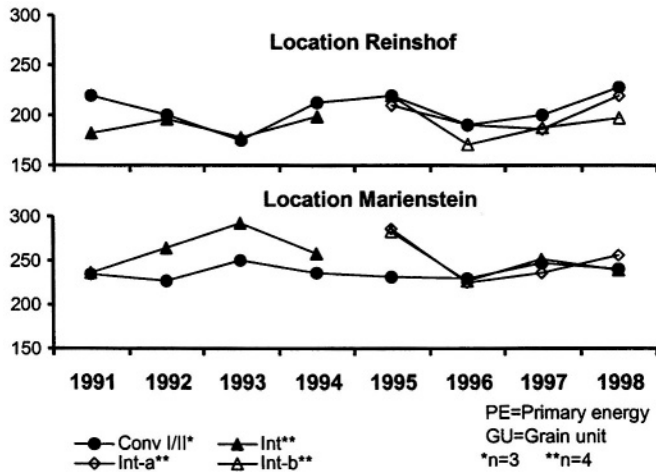 300
Location Reinshof
250
200
150
Location Marienstein
300
250
200
150
1991 1992 1993 1994 1995 1996 1997 1998
PE=Primary energy
GU=Grain unit
*n=3 **n=4
Conv I/II* Int**
Int-a** Int-b**